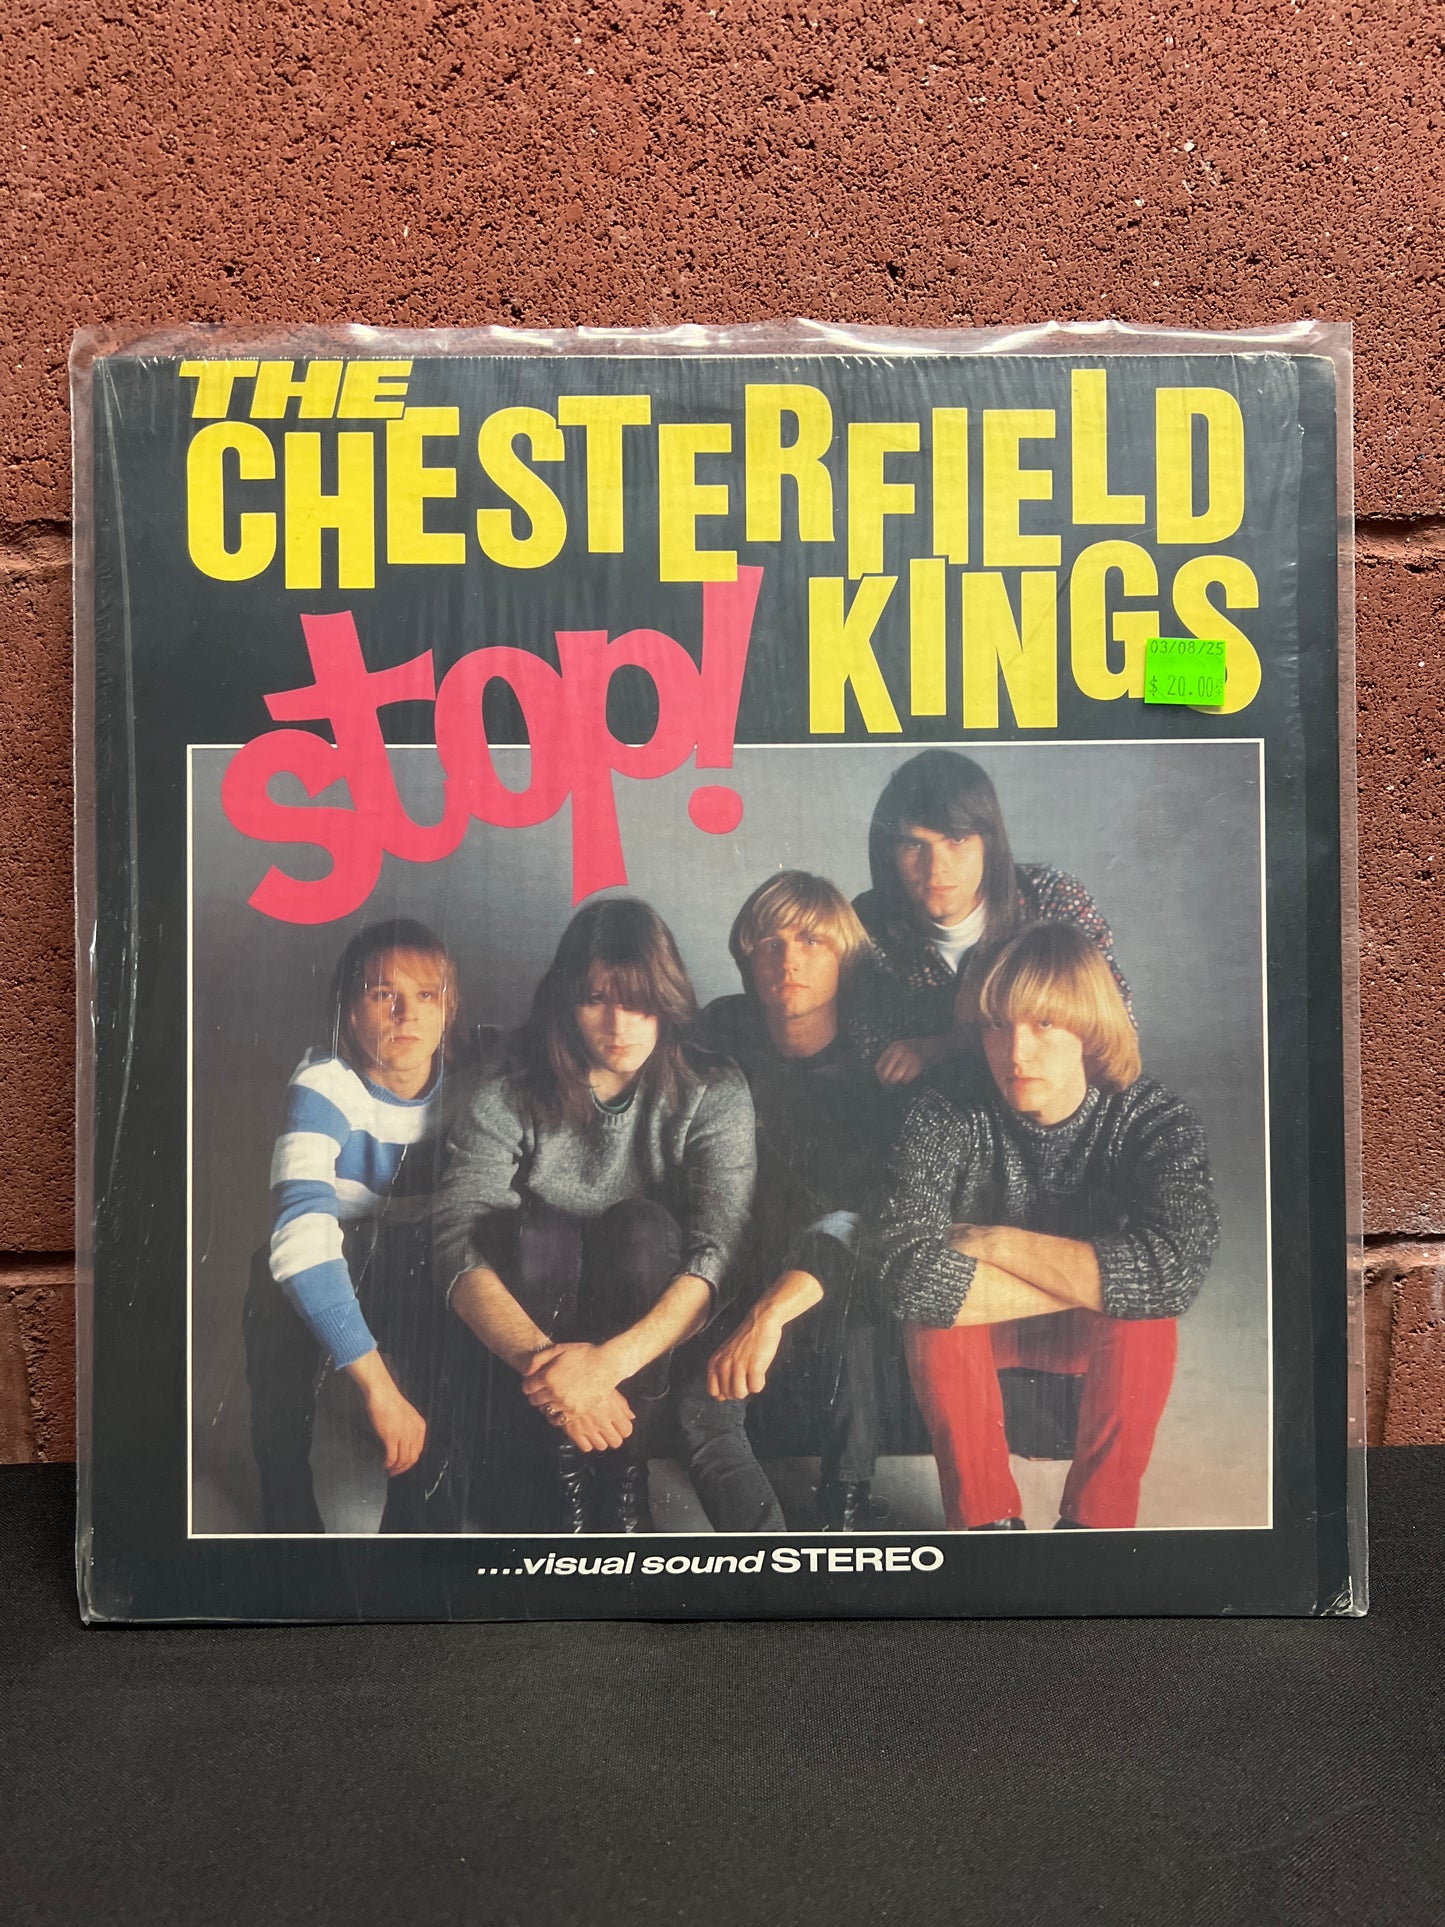 THE
CHESTERFIELD
KINGS
stop!
03/08/25
$ 20.00
....visual sound STEREO